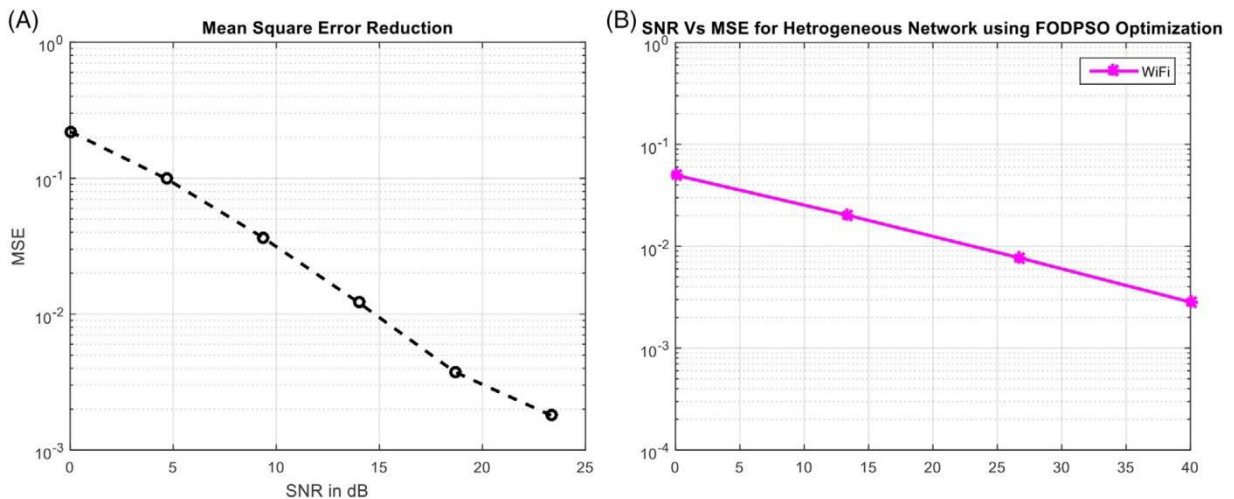 (A)
Mean Square Error Reduction
10^0
10^-1
10^-2
10^-3
MSE
0 5 10 15 20 25
SNR in dB
(B)
SNR Vs MSE for Hetrogeneous Network using FODPSO Optimization
WiFi
10^0
10^-1
10^-2
10^-3
10^-4
0 5 10 15 20 25 30 35 40